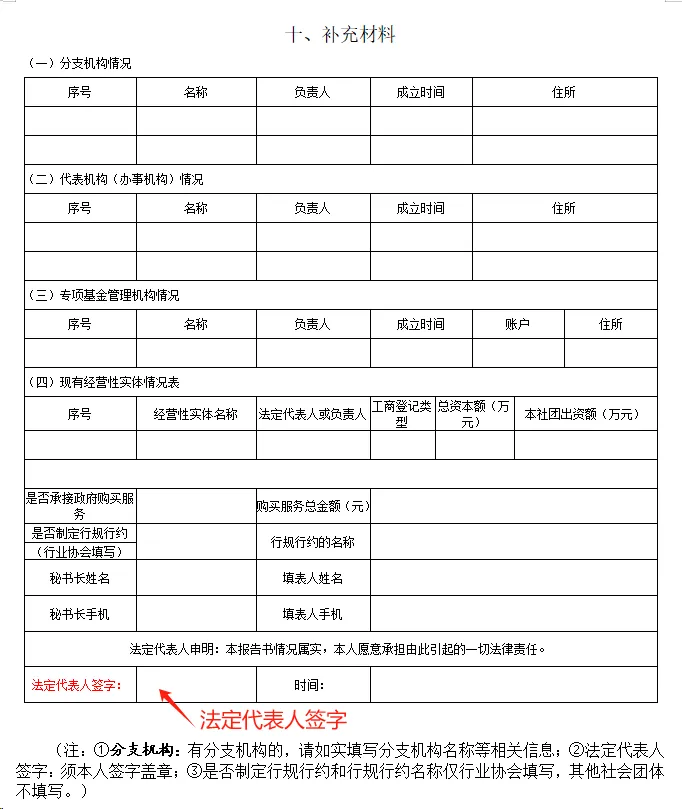 十、补充材料
（一）分支机构情况
序号 名称 负责人 成立时间 住所
（二）代表机构（办事机构）情况
序号 名称 负责人 成立时间 住所
（三）专项基金管理机构情况
序号 名称 负责人 成立时间 账户 住所
（四）现有经营性实体情况表
序号 经营性实体名称 法定代表人或负责人 工商登记类型 总资本额（万元） 本社团出资额（万元）
是否承接政府购买服务 购买服务总金额（元）
是否制定行规行约
（行业协会填写） 行规行约的名称
秘书长姓名 填表人姓名
秘书长手机 填表人手机
法定代表人申明：本报告书情况属实，本人愿意承担由此引起的一切法律责任。
法定代表人签字： 时间：
法定代表人签字
（注：①分支机构：有分支机构的，请如实填写分支机构名称等相关信息；②法定代表人
签字：须本人签字盖章；③是否制定行规行约和行规行约名称仅行业协会填写，其他社会团体
不填写。）